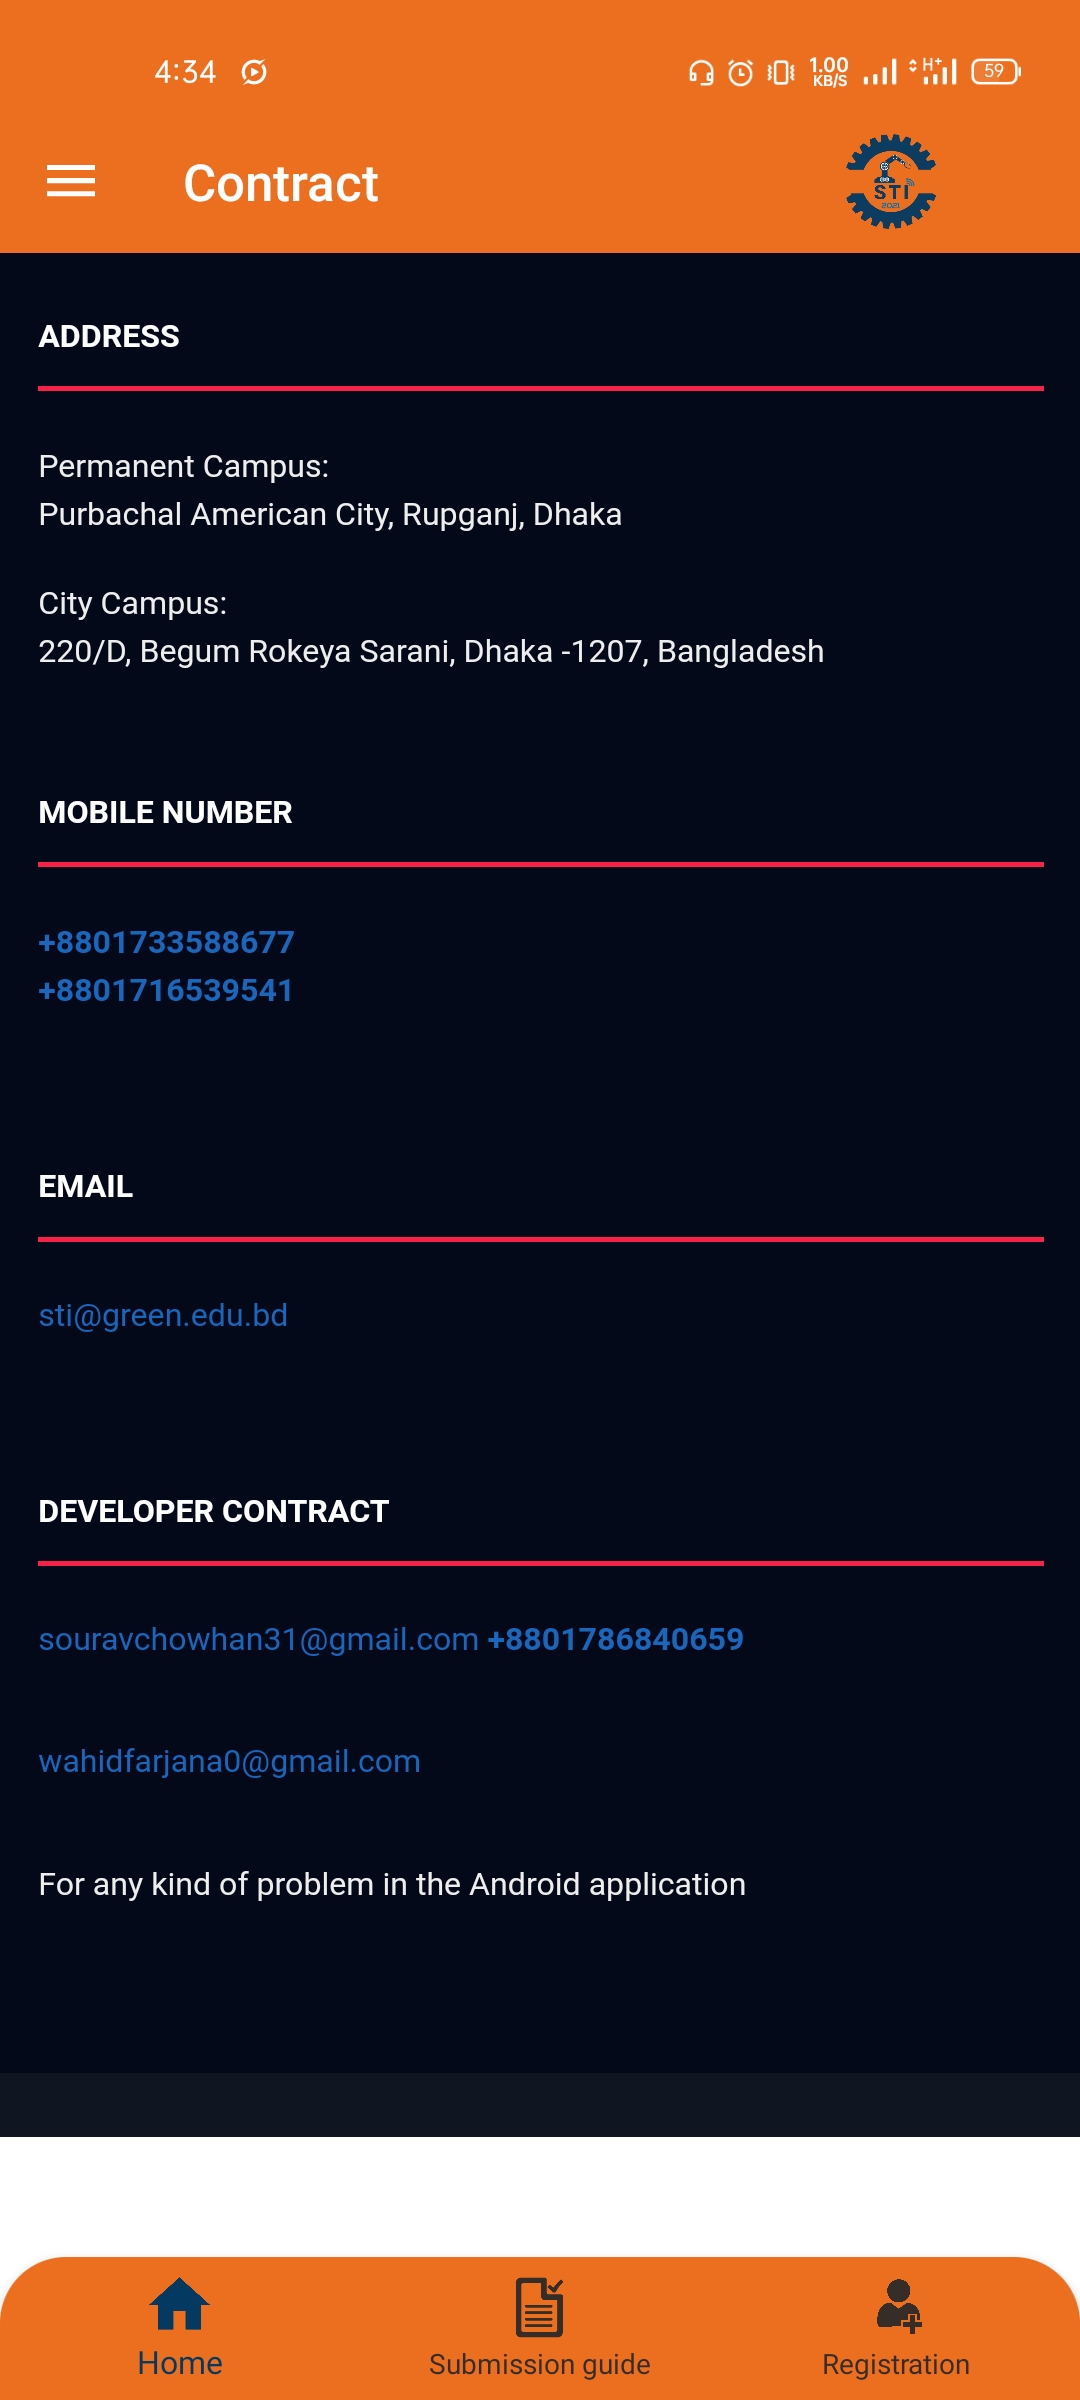 4:34
1.00
KB/S
H+
59
Contract
STI
2021
ADDRESS
Permanent Campus:
Purbachal American City, Rupganj, Dhaka
City Campus:
220/D, Begum Rokeya Sarani, Dhaka -1207, Bangladesh
MOBILE NUMBER
+8801733588677
+8801716539541
EMAIL
sti@green.edu.bd
DEVELOPER CONTRACT
souravchowhan31@gmail.com +8801786840659
wahidfarjana0@gmail.com
For any kind of problem in the Android application
Home
Submission guide
Registration